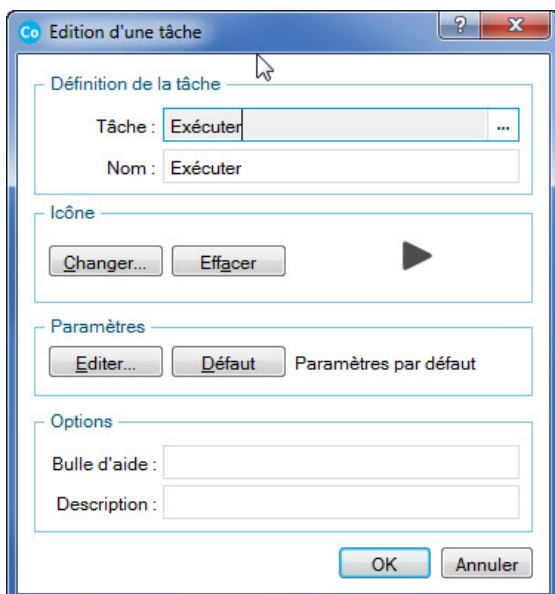 Co Edition d'une tâche ? X
Définition de la tâche
Tâche : Exécuter ...
Nom : Exécuter
Icône
Changer... Effacer
Paramètres
Editer... Défaut Paramètres par défaut
Options
Bulle d'aide :
Description :
OK Annuler